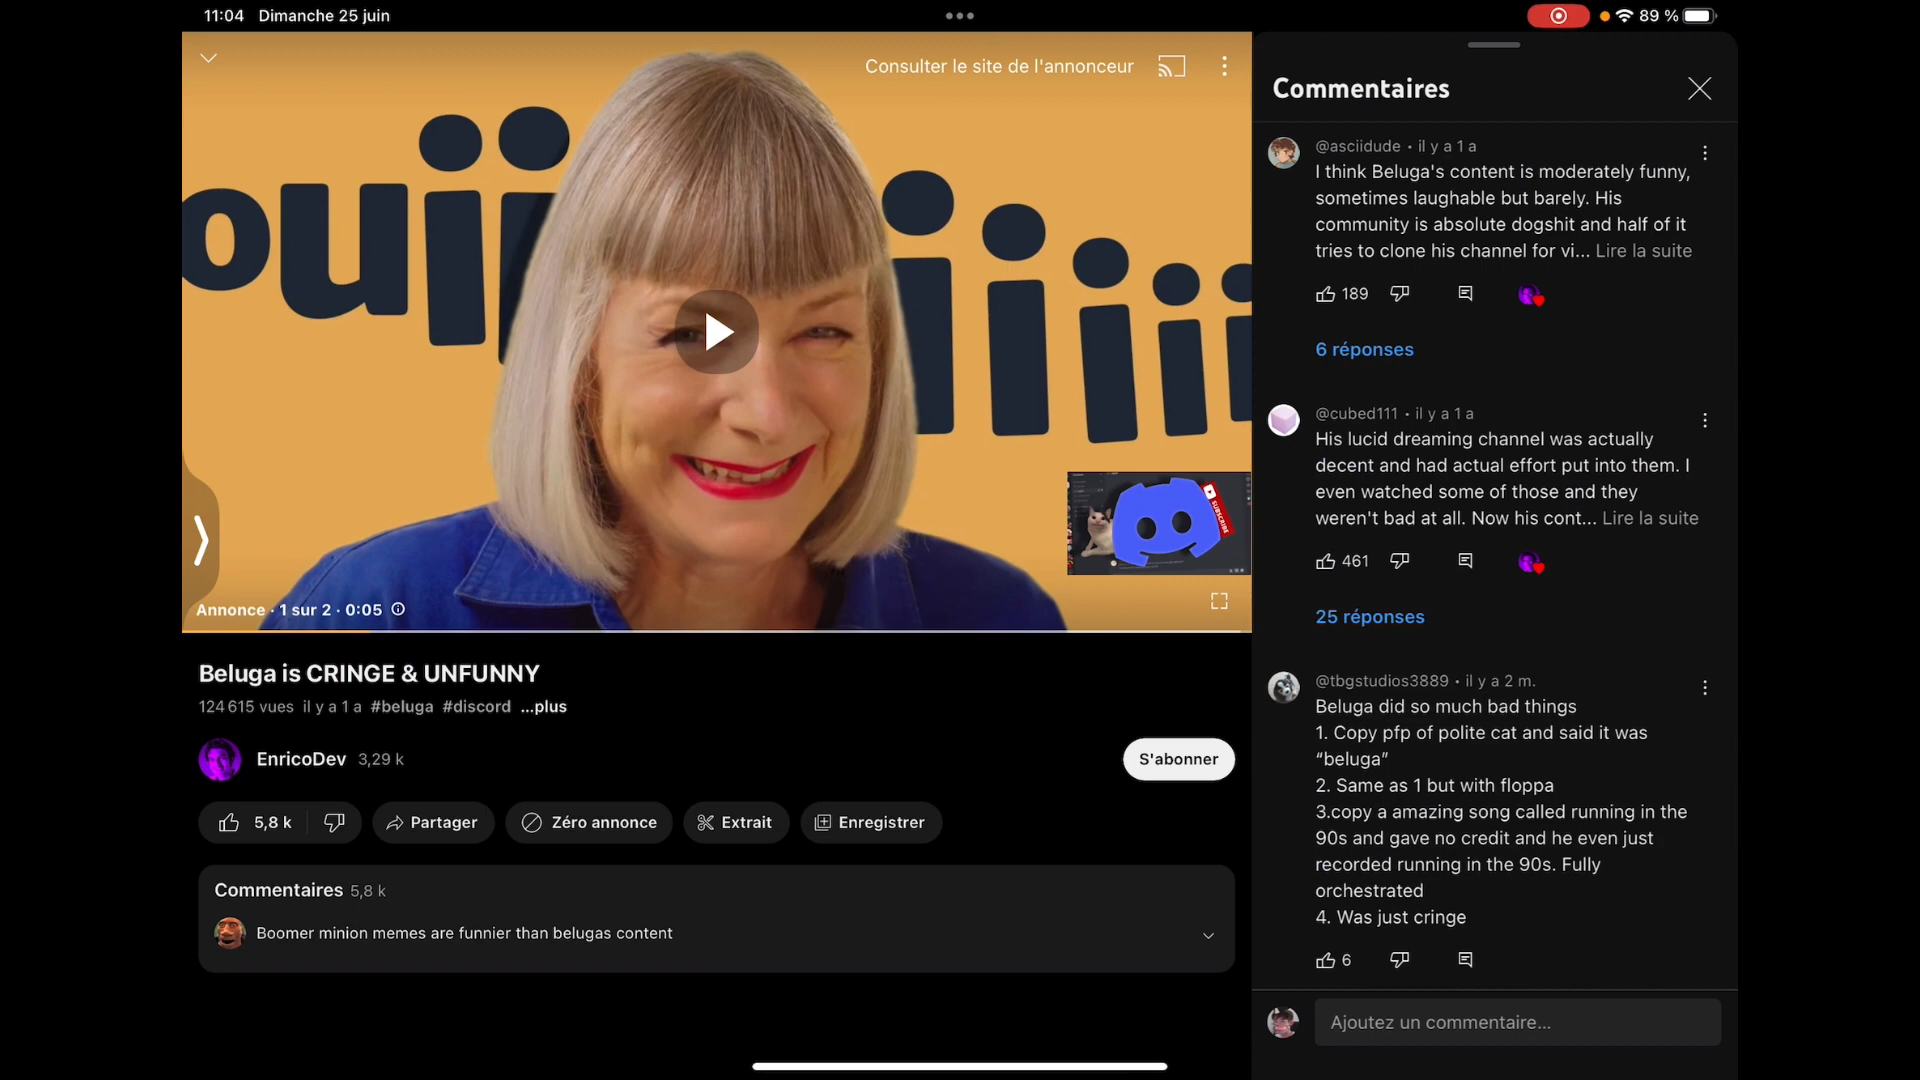 11:04 Dimanche 25 juin
89 %
Consulter le site de l'annonceur
ouiiiiiii
SUBSCRIBE
Annonce · 1 sur 2 · 0:05
Beluga is CRINGE & UNFUNNY
124 615 vues il y a 1 a #beluga #discord ...plus
EnricoDev 3,29 k
S'abonner
5,8 k
Partager
Zéro annonce
Extrait
Enregistrer
Commentaires 5,8 k
Boomer minion memes are funnier than belugas content
Commentaires
@asciidude • il y a 1 a
I think Beluga's content is moderately funny,
sometimes laughable but barely. His
community is absolute dogshit and half of it
tries to clone his channel for vi... Lire la suite
189
6 réponses
@cubed111 • il y a 1 a
His lucid dreaming channel was actually
decent and had actual effort put into them. I
even watched some of those and they
weren't bad at all. Now his cont... Lire la suite
461
25 réponses
@tbgstudios3889 • il y a 2 m.
Beluga did so much bad things
1. Copy pfp of polite cat and said it was
“beluga”
2. Same as 1 but with floppa
3.copy a amazing song called running in the
90s and gave no credit and he even just
recorded running in the 90s. Fully
orchestrated
4. Was just cringe
6
Ajoutez un commentaire...